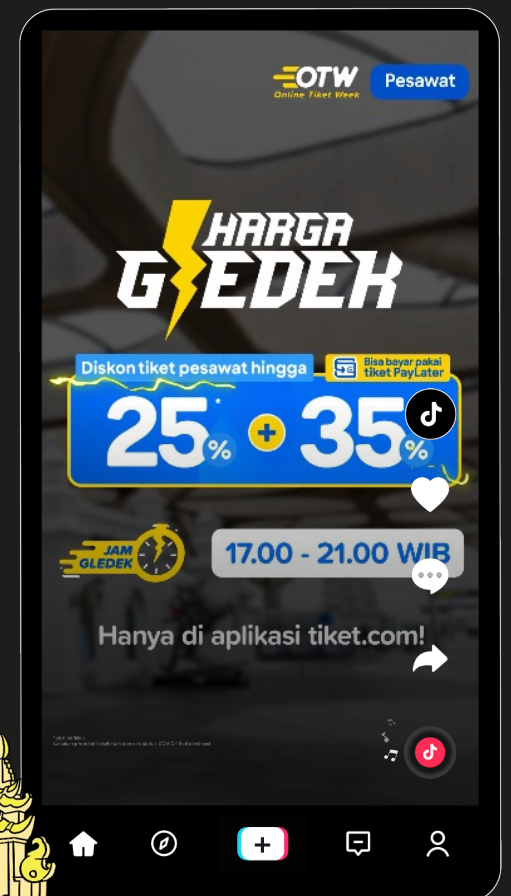 OTW
Online Tiket Week
Pesawat
HARGA
GLEDEK
Diskon tiket pesawat hingga
Bisa bayar pakai
tiket PayLater
25%* + 35%
JAM
GLEDEK
17.00 - 21.00 WIB
Hanya di aplikasi tiket.com!